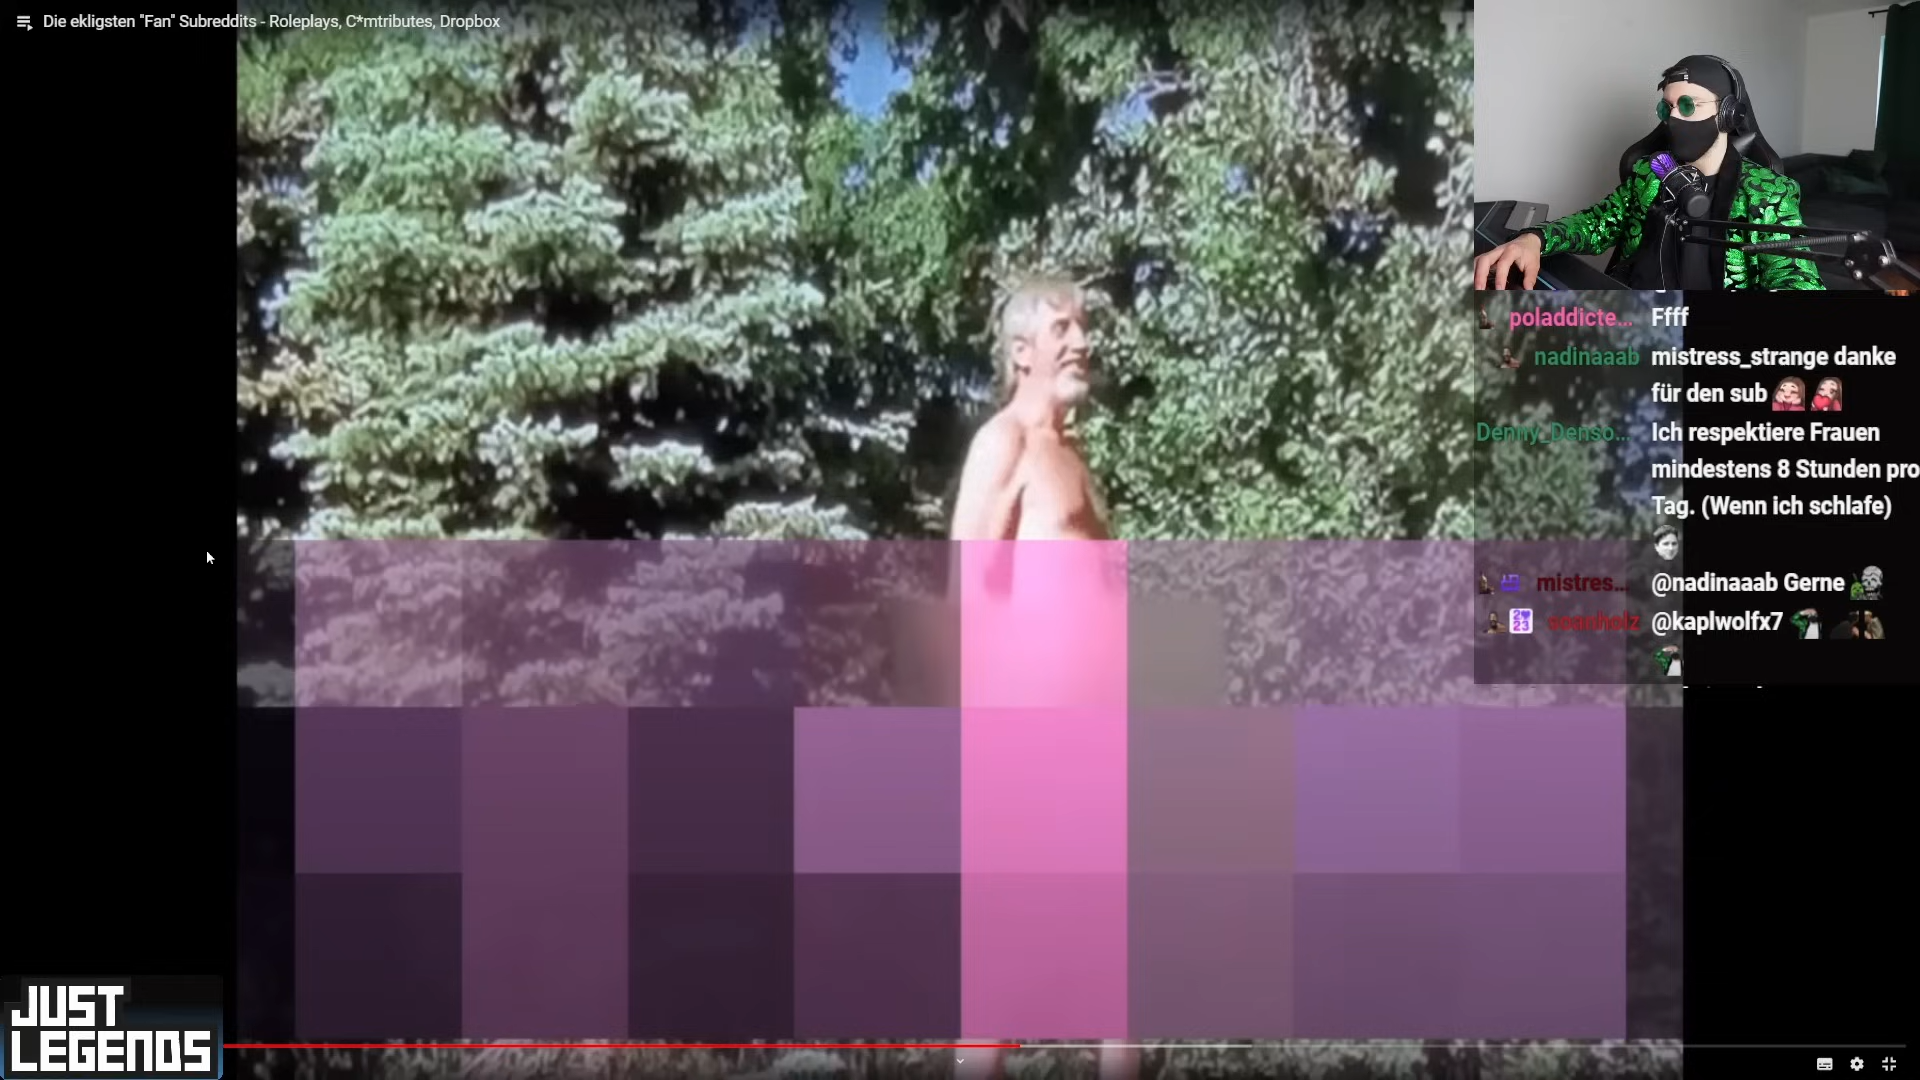 Die ekligsten "Fan" Subreddits - Roleplays, C*mtributes, Dropbox
poladdicte... Ffff
nadinaaab mistress_strange danke
für den sub
Denny_Denso... Ich respektiere Frauen
mindestens 8 Stunden pro
Tag. (Wenn ich schlafe)
mistres... @nadinaaab Gerne
@kaplwolfx7
JUST
LEGENDS